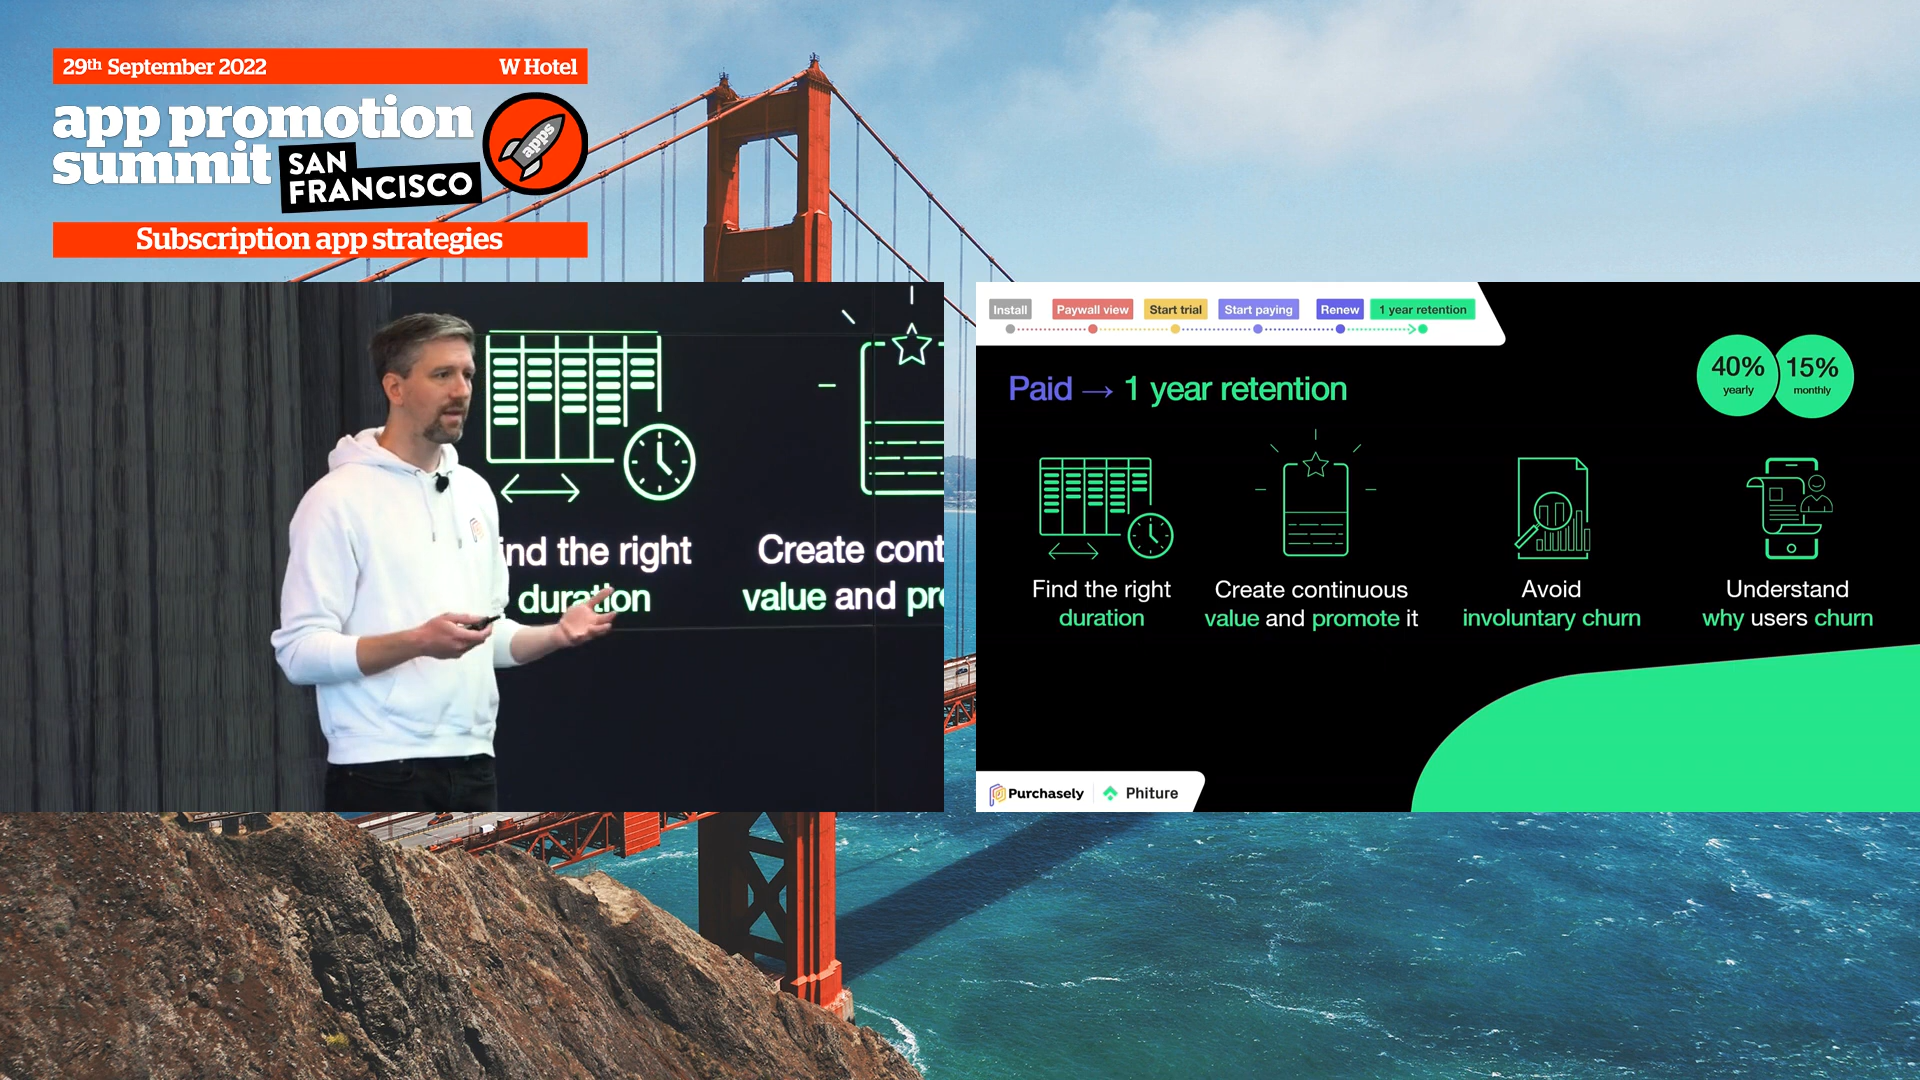 29th September 2022
W Hotel
app promotion
summit
SAN
FRANCISCO
apps
Subscription app strategies
ind the right
duration
Create cont
value and pro
Install
Paywall view
Start trial
Start paying
Renew
1 year retention
Paid → 1 year retention
40%
yearly
15%
monthly
Find the right
duration
Create continuous
value and promote it
Avoid
involuntary churn
Understand
why users churn
Purchasely
Phiture